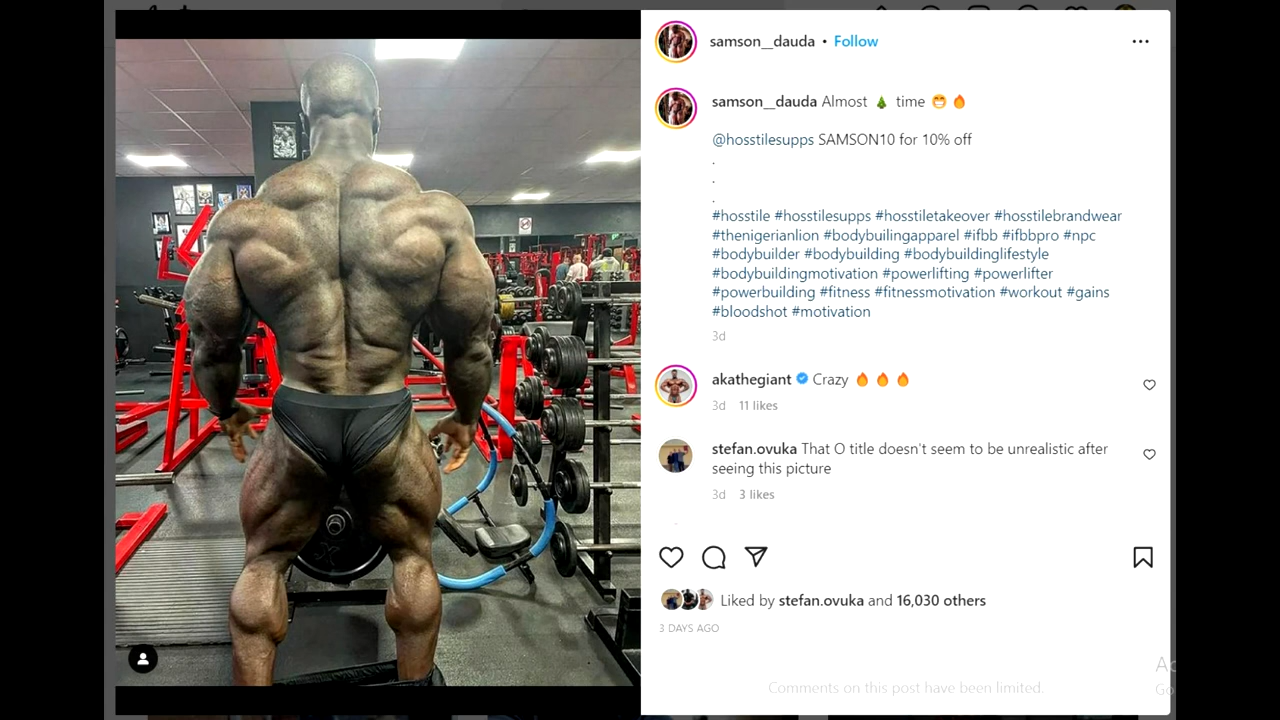 samson__dauda • Follow
samson__dauda Almost 🎄 time 😁 🔥
@hosstilesupps SAMSON10 for 10% off
.
.
.
#hosstile #hosstilesupps #hosstiletakeover #hosstilebrandwear
#thenigerianlion #bodybuilingapparel #ifbb #ifbbpro #npc
#bodybuilder #bodybuilding #bodybuildinglifestyle
#bodybuildingmotivation #powerlifting #powerlifter
#powerbuilding #fitness #fitnessmotivation #workout #gains
#bloodshot #motivation
3d
akathegiant Crazy 🔥 🔥 🔥
3d 11 likes
stefan.ovuka That O title doesn't seem to be unrealistic after
seeing this picture
3d 3 likes
Liked by stefan.ovuka and 16,030 others
3 DAYS AGO
Comments on this post have been limited.
Go